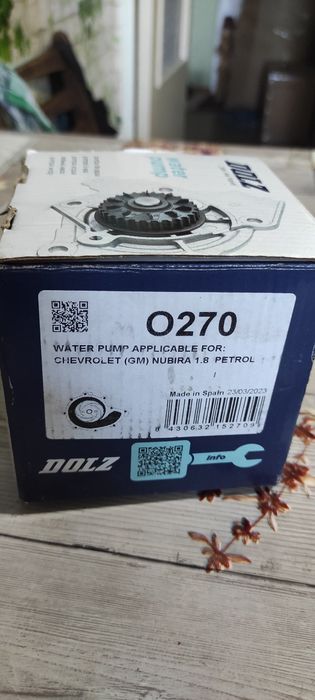 DOLZ
O270
WATER PUMP APPLICABLE FOR:
CHEVROLET (GM) NUBIRA 1.8 PETROL
Made in Spain 23/03/2023
8 430632 152709
DOLZ
info